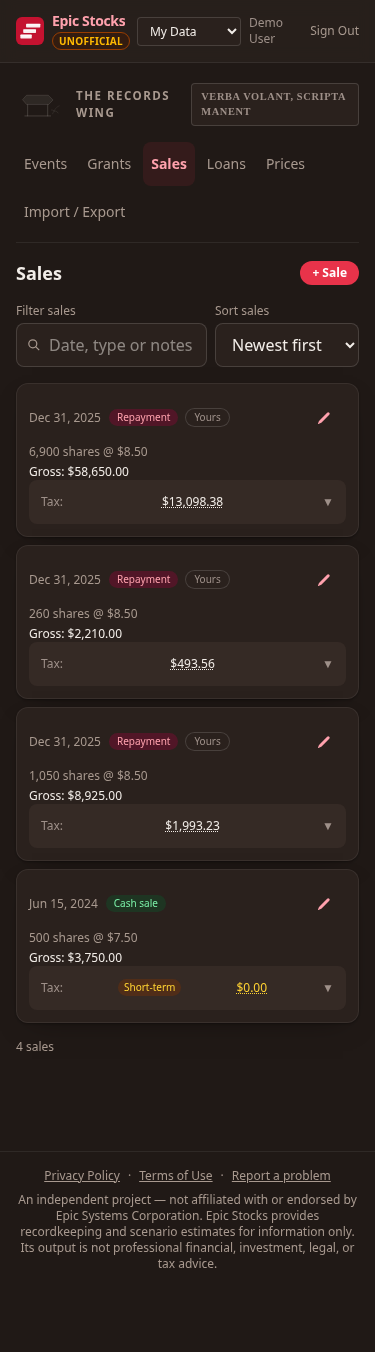 Epic Stocks
UNOFFICIAL
My Data
Demo
User
Sign Out
THE RECORDS
WING
VERBA VOLANT, SCRIPTA
MANENT
Events Grants Sales Loans Prices
Import / Export
Sales
+ Sale
Filter sales
Sort sales
Date, type or notes
Newest first
Dec 31, 2025 Repayment Yours
6,900 shares @ $8.50
Gross: $58,650.00
Tax: $13,098.38 ▼
Dec 31, 2025 Repayment Yours
260 shares @ $8.50
Gross: $2,210.00
Tax: $493.56 ▼
Dec 31, 2025 Repayment Yours
1,050 shares @ $8.50
Gross: $8,925.00
Tax: $1,993.23 ▼
Jun 15, 2024 Cash sale
500 shares @ $7.50
Gross: $3,750.00
Tax: Short-term $0.00 ▼
4 sales
Privacy Policy · Terms of Use · Report a problem
An independent project — not affiliated with or endorsed by
Epic Systems Corporation. Epic Stocks provides
recordkeeping and scenario estimates for information only.
Its output is not professional financial, investment, legal, or
tax advice.